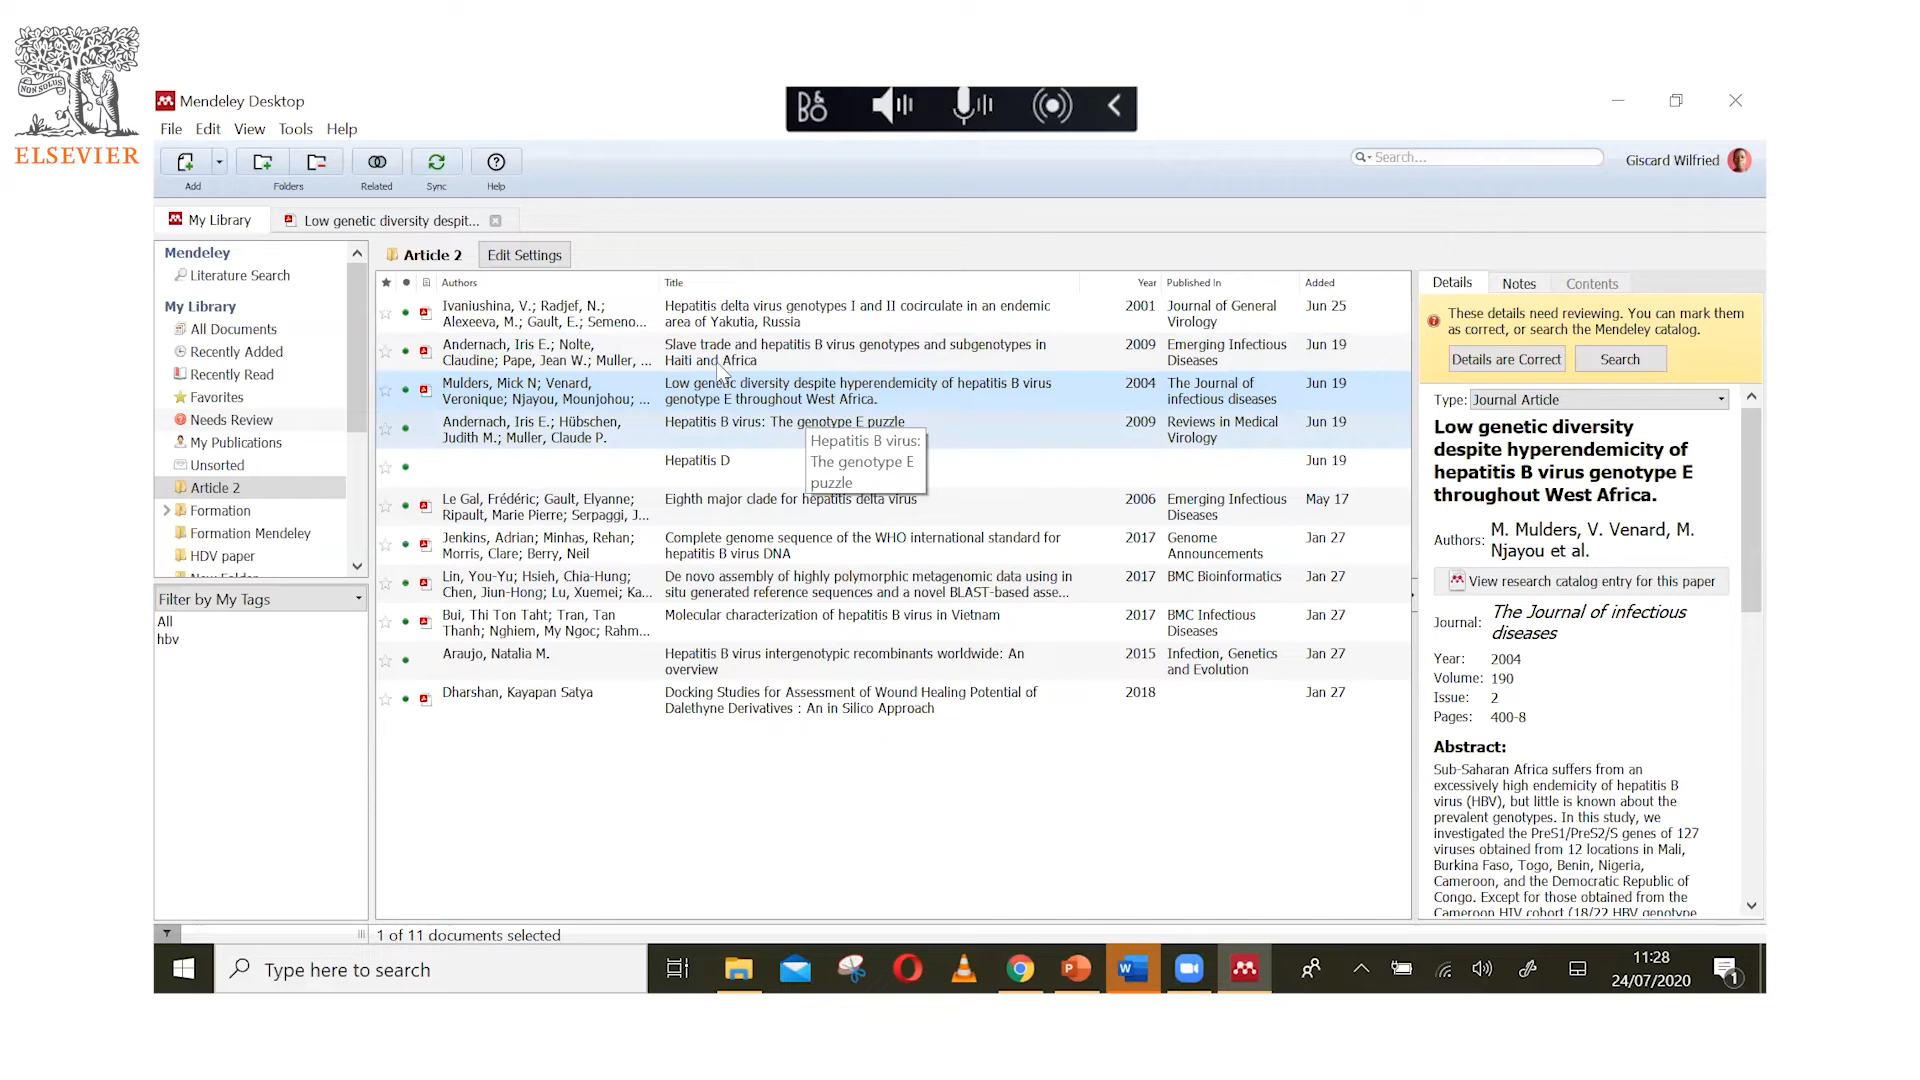 NON SOLUS
ELSEVIER
Mendeley Desktop
File Edit View Tools Help
B&O
Search...
Giscard Wilfried
Add Folders Related Sync Help
My Library
Low genetic diversity despit...
Mendeley
Literature Search
My Library
All Documents
Recently Added
Recently Read
Favorites
Needs Review
My Publications
Unsorted
Article 2
Formation
Formation Mendeley
HDV paper
New Folder
Filter by My Tags
All
hbv
Article 2 Edit Settings
Authors Title Year Published In Added
Ivaniushina, V.; Radjef, N.; Hepatitis delta virus genotypes I and II cocirculate in an endemic 2001 Journal of General Jun 25
Alexeeva, M.; Gault, E.; Semeno... area of Yakutia, Russia Virology
Andernach, Iris E.; Nolte, Slave trade and hepatitis B virus genotypes and subgenotypes in 2009 Emerging Infectious Jun 19
Claudine; Pape, Jean W.; Muller, ... Haiti and Africa Diseases
Mulders, Mick N; Venard, Low genetic diversity despite hyperendemicity of hepatitis B virus 2004 The Journal of Jun 19
Veronique; Njayou, Mounjohou; ... genotype E throughout West Africa. infectious diseases
Andernach, Iris E.; Hübschen, Hepatitis B virus: The genotype E puzzle 2009 Reviews in Medical Jun 19
Judith M.; Muller, Claude P. Virology
Hepatitis B virus:
The genotype E
puzzle
Hepatitis D Jun 19
Le Gal, Frédéric; Gault, Elyanne; Eighth major clade for hepatitis delta virus 2006 Emerging Infectious May 17
Ripault, Marie Pierre; Serpaggi, J... Diseases
Jenkins, Adrian; Minhas, Rehan; Complete genome sequence of the WHO international standard for 2017 Genome Jan 27
Morris, Clare; Berry, Neil hepatitis B virus DNA Announcements
Lin, You-Yu; Hsieh, Chia-Hung; De novo assembly of highly polymorphic metagenomic data using in 2017 BMC Bioinformatics Jan 27
Chen, Jiun-Hong; Lu, Xuemei; Ka... situ generated reference sequences and a novel BLAST-based asse...
Bui, Thi Ton Taht; Tran, Tan Molecular characterization of hepatitis B virus in Vietnam 2017 BMC Infectious Jan 27
Thanh; Nghiem, My Ngoc; Rahm... Diseases
Araujo, Natalia M. Hepatitis B virus intergenotypic recombinants worldwide: An 2015 Infection, Genetics Jan 27
overview and Evolution
Dharshan, Kayapan Satya Docking Studies for Assessment of Wound Healing Potential of 2018 Jan 27
Dalethyne Derivatives : An in Silico Approach
Details Notes Contents
These details need reviewing. You can mark them
as correct, or search the Mendeley catalog.
Details are Correct Search
Type: Journal Article
Low genetic diversity
despite hyperendemicity of
hepatitis B virus genotype E
throughout West Africa.
Authors: M. Mulders, V. Venard, M.
Njayou et al.
View research catalog entry for this paper
Journal: The Journal of infectious
diseases
Year: 2004
Volume: 190
Issue: 2
Pages: 400-8
Abstract:
Sub-Saharan Africa suffers from an
excessively high endemicity of hepatitis B
virus (HBV), but little is known about the
prevalent genotypes. In this study, we
investigated the PreS1/PreS2/S genes of 127
viruses obtained from 12 locations in Mali,
Burkina Faso, Togo, Benin, Nigeria,
Cameroon, and the Democratic Republic of
Congo. Except for those obtained from the
Cameroon HIV cohort (18/22 HBV genotype
1 of 11 documents selected
Type here to search
11:28
24/07/2020
1